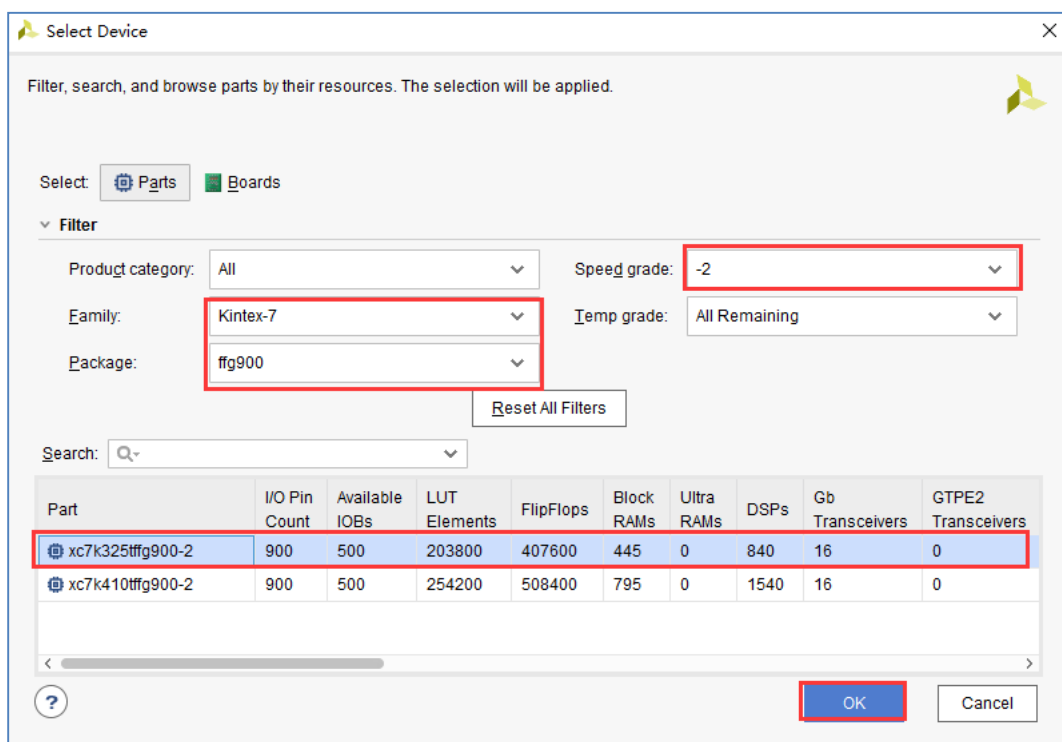 Select Device
Filter, search, and browse parts by their resources. The selection will be applied.
Select: Parts Boards
Filter
Product category: All Speed grade: -2
Family: Kintex-7 Temp grade: All Remaining
Package: ffg900
Reset All Filters
Search: Q
Part I/O Pin Count Available IOBs LUT Elements FlipFlops Block RAMs Ultra RAMs DSPs Gb Transceivers GTPE2 Transceivers
xc7k325tffg900-2 900 500 203800 407600 445 0 840 16 0
xc7k410tffg900-2 900 500 254200 508400 795 0 1540 16 0
? OK Cancel